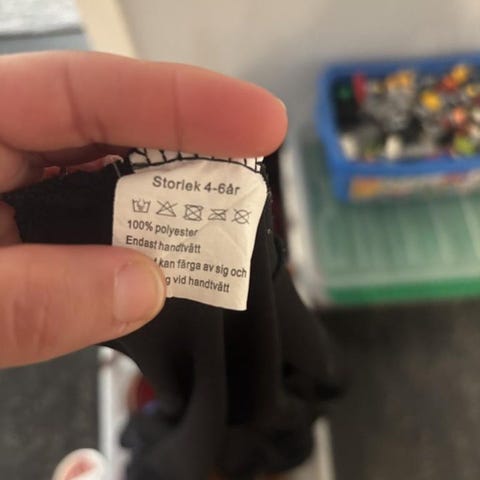 Storlek 4-6år
100% polyester
Endast handtvätt
kan färga av sig och
vid handtvätt